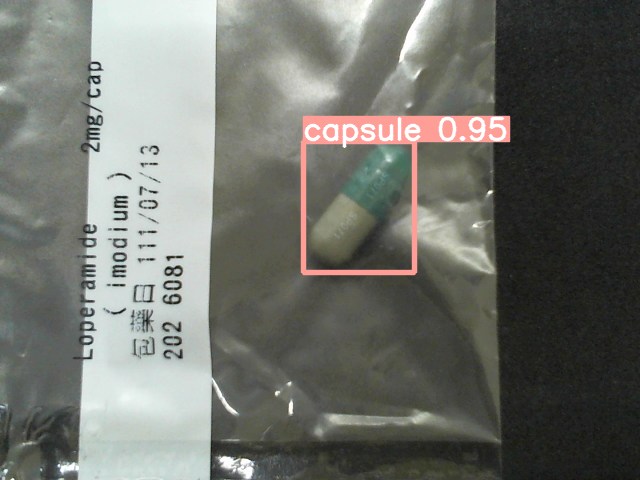 Loperamide 2mg/cap
( imodium )
包藥日 111/07/13
202 6081
capsule 0.95